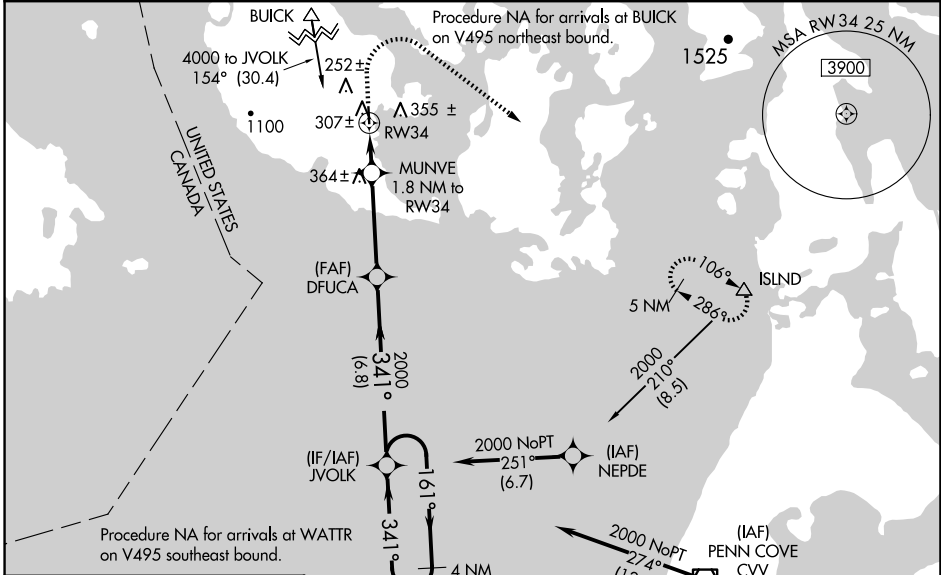 BUICK
Procedure NA for arrivals at BUICK
on V495 northeast bound.
4000 to JVOLK
154° (30.4)
252±
1525
MSA RW34 25 NM
3900
1100
307±
355 ±
RW34
UNITED STATES
CANADA
364±
MUNVE
1.8 NM to
RW34
(FAF)
DFUCA
106°
ISLND
5 NM
286°
2000
210°
(8.5)
2000
341°
(6.8)
(IF/IAF)
JVOLK
2000 NoPT
251°
(6.7)
(IAF)
NEPDE
161°
341°
4 NM
Procedure NA for arrivals at WATTR
on V495 southeast bound.
2000 NoPT
274°
(IAF)
PENN COVE
CVV